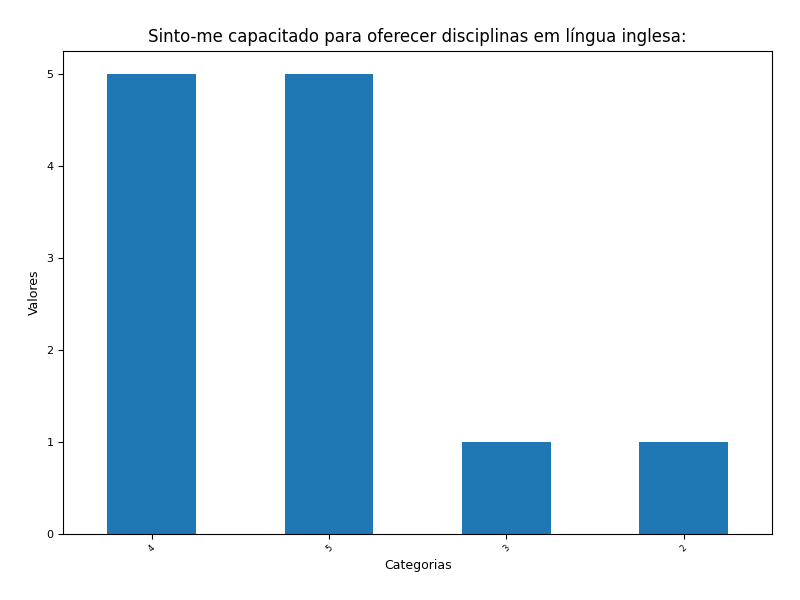 Sinto-me capacitado para oferecer disciplinas em língua inglesa:
5
4
3
2
1
0
Valores
4 5 3 2
Categorias